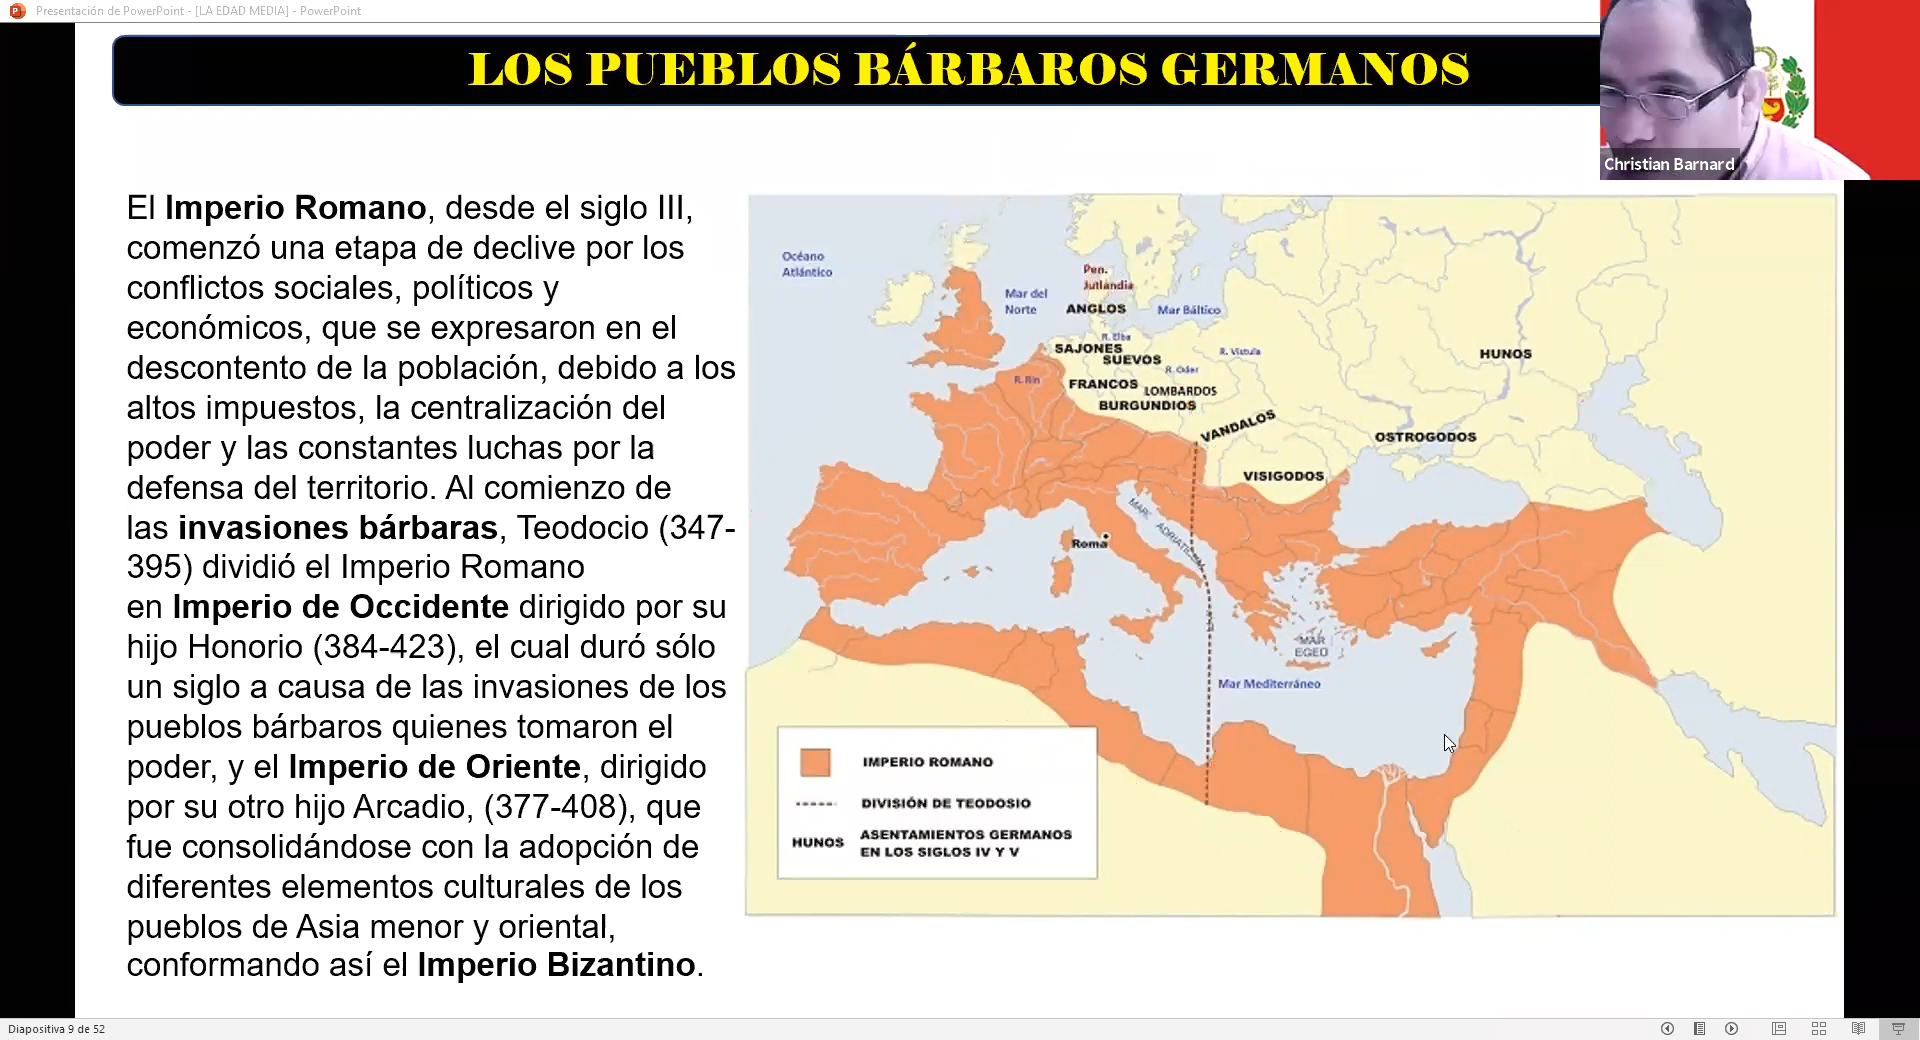 Presentación de PowerPoint - [LA EDAD MEDIA] - PowerPoint
LOS PUEBLOS BÁRBAROS GERMANOS
Christian Barnard
El Imperio Romano, desde el siglo III,
comenzó una etapa de declive por los
conflictos sociales, políticos y
económicos, que se expresaron en el
descontento de la población, debido a los
altos impuestos, la centralización del
poder y las constantes luchas por la
defensa del territorio. Al comienzo de
las invasiones bárbaras, Teodocio (347-
395) dividió el Imperio Romano
en Imperio de Occidente dirigido por su
hijo Honorio (384-423), el cual duró sólo
un siglo a causa de las invasiones de los
pueblos bárbaros quienes tomaron el
poder, y el Imperio de Oriente, dirigido
por su otro hijo Arcadio, (377-408), que
fue consolidándose con la adopción de
diferentes elementos culturales de los
pueblos de Asia menor y oriental,
conformando así el Imperio Bizantino.
Océano
Atlántico
Pen.
Jutlandia
Mar del
Norte
ANGLOS
Mar Báltico
R. Elba
SAJONES
SUEVOS
R. Vistula
HUNOS
R. Oder
R. Rin
FRANCOS
LOMBARDOS
BURGUNDIOS
VANDALOS
OSTROGODOS
VISIGODOS
MAR ADRIATICO
Roma
MAR
EGEO
Mar Mediterráneo
IMPERIO ROMANO
DIVISIÓN DE TEODOSIO
HUNOS
ASENTAMIENTOS GERMANOS
EN LOS SIGLOS IV Y V
Diapositiva 9 de 52